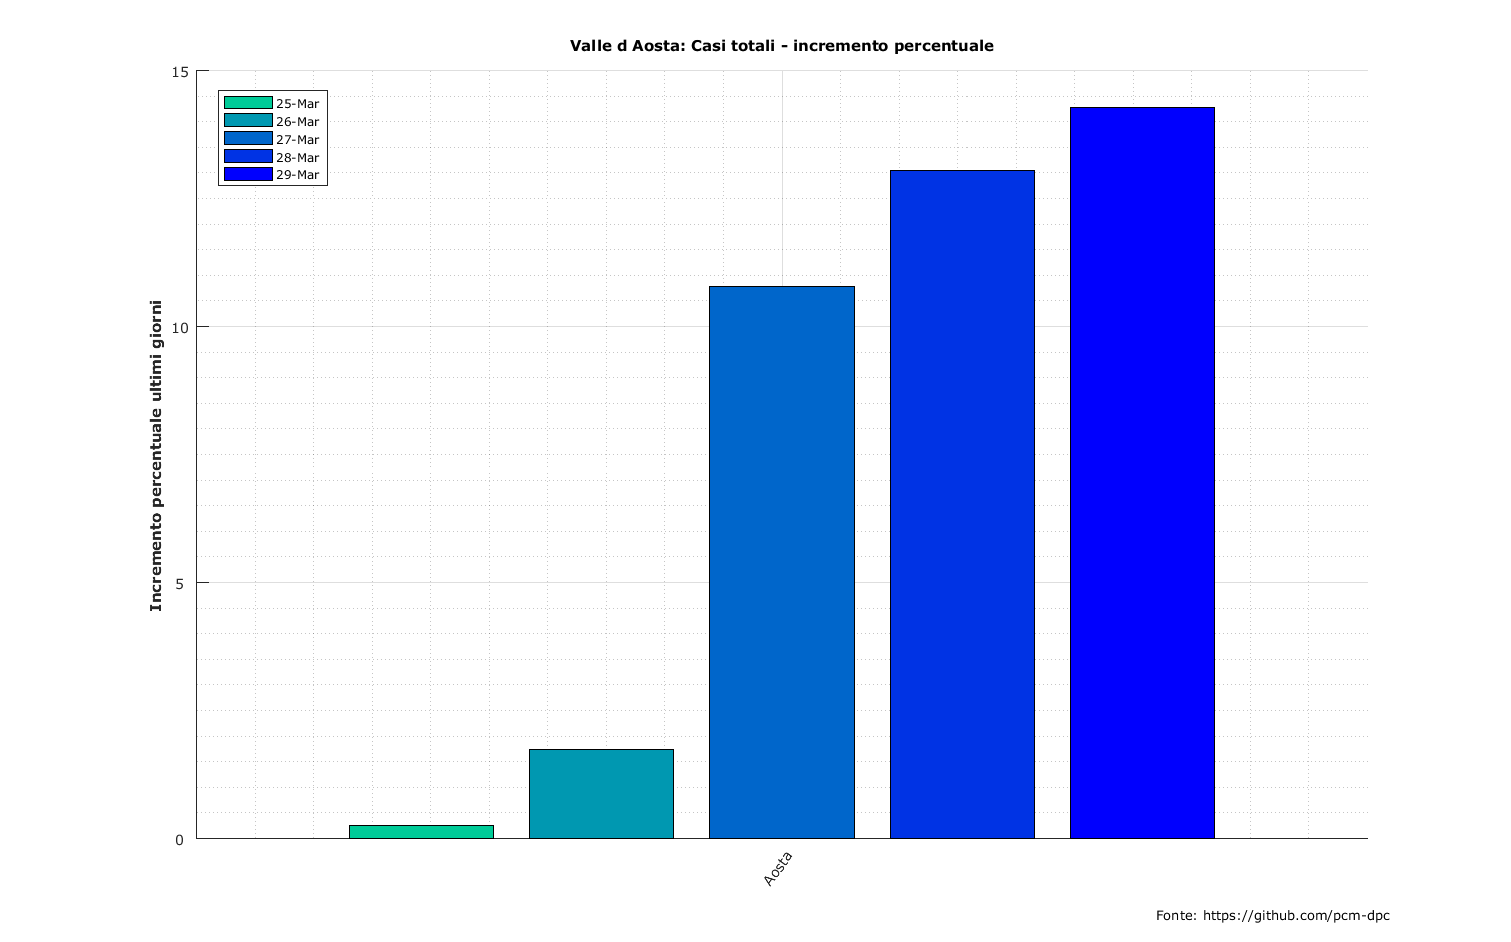 Valle d Aosta: Casi totali - incremento percentuale
15
10
5
0
Incremento percentuale ultimi giorni
25-Mar
26-Mar
27-Mar
28-Mar
29-Mar
Aosta
Fonte: https://github.com/pcm-dpc